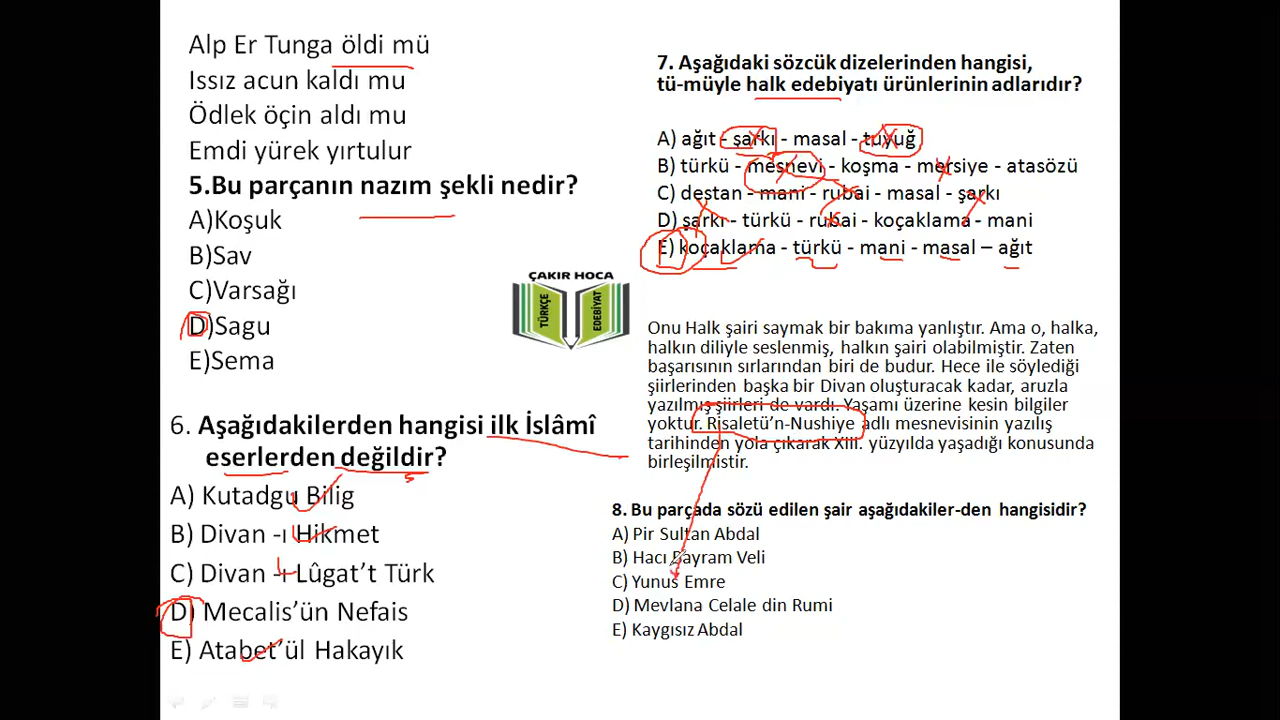 Alp Er Tunga öldi mü
Issız acun kaldı mu
Ödlek öçin aldı mu
Emdi yürek yırtulur
5.Bu parçanın nazım şekli nedir?
A)Koşuk
B)Sav
C)Varsağı
D)Sagu
E)Sema
6. Aşağıdakilerden hangisi ilk İslâmî
eserlerden değildir?
A) Kutadgu Bilig
B) Divan -ı Hikmet
C) Divan -ı Lûgat’t Türk
D) Mecalis’ün Nefais
E) Atabet’ül Hakayık
ÇAKIR HOCA
TÜRKÇE
EDEBİYAT
7. Aşağıdaki sözcük dizelerinden hangisi,
tü-müyle halk edebiyatı ürünlerinin adlarıdır?
A) ağıt - şarkı - masal - tuyuğ
B) türkü - mesnevi - koşma - mersiye - atasözü
C) destan - mani - rubai - masal - şarkı
D) şarkı - türkü - rubai - koçaklama - mani
E) koçaklama - türkü - mani - masal – ağıt
Onu Halk şairi saymak bir bakıma yanlıştır. Ama o, halka,
halkın diliyle seslenmiş, halkın şairi olabilmiştir. Zaten
başarısının sırlarından biri de budur. Hece ile söylediği
şiirlerinden başka bir Divan oluşturacak kadar, aruzla
yazılmış şiirleri de vardı. Yaşamı üzerine kesin bilgiler
yoktur. Risaletü’n-Nushiye adlı mesnevisinin yazılış
tarihinden yola çıkarak XIII. yüzyılda yaşadığı konusunda
birleşilmiştir.
8. Bu parçada sözü edilen şair aşağıdakiler-den hangisidir?
A) Pir Sultan Abdal
B) Hacı Bayram Veli
C) Yunus Emre
D) Mevlana Celale din Rumi
E) Kaygısız Abdal